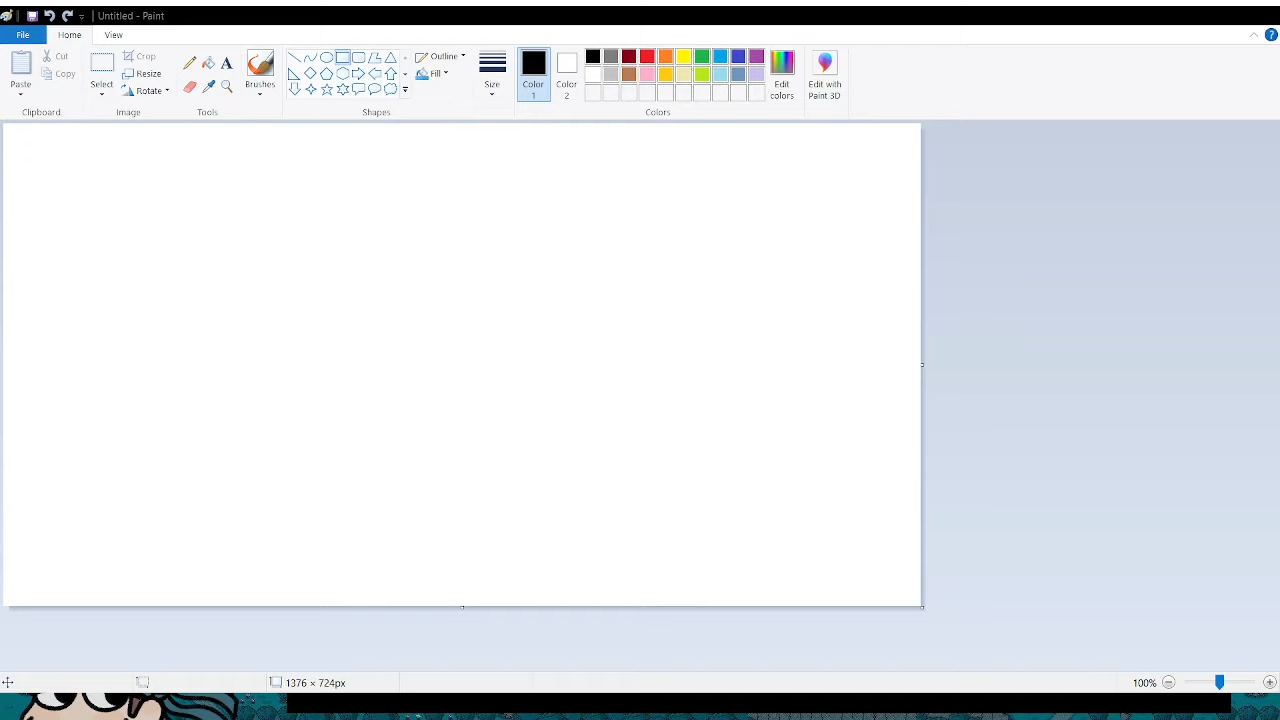 Untitled - Paint
File Home View
Paste
Cut
Copy
Clipboard
Select
Crop
Resize
Rotate
Image
A
Tools
Brushes
Outline
Fill
Shapes
Size
Color 1
Color 2
Edit colors
Colors
Edit with Paint 3D
?
1376 × 724px
100%